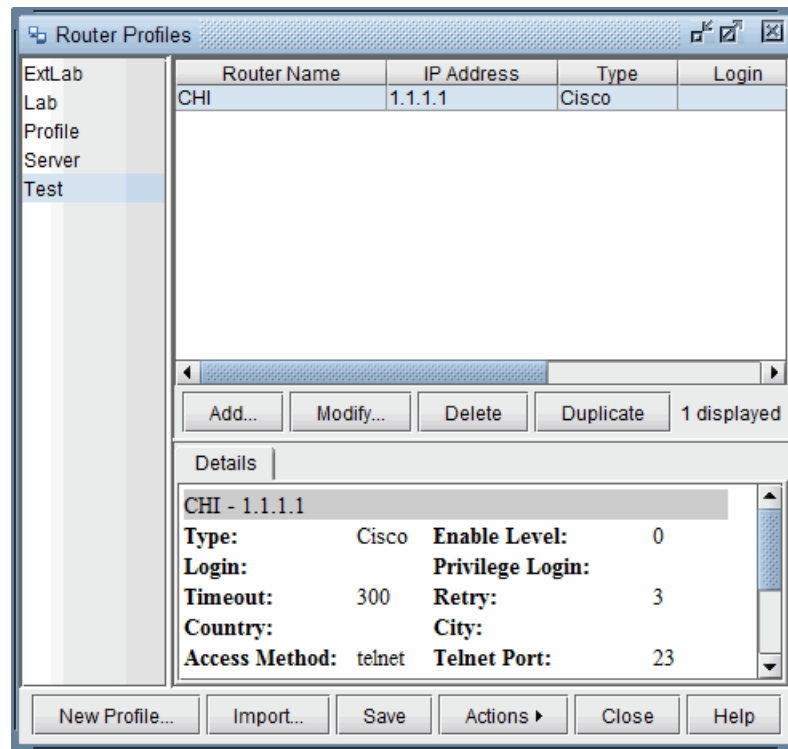 Router Profiles
ExtLab
Lab
Profile
Server
Test
Router Name IP Address Type Login
CHI 1.1.1.1 Cisco
Add... Modify... Delete Duplicate 1 displayed
Details
CHI - 1.1.1.1
Type: Cisco Enable Level: 0
Login: Privilege Login:
Timeout: 300 Retry: 3
Country: City:
Access Method: telnet Telnet Port: 23
New Profile... Import... Save Actions Close Help